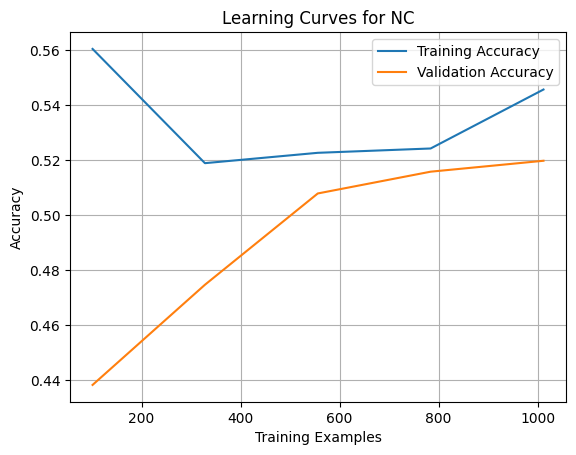 Learning Curves for NC
Training Accuracy
Validation Accuracy
0.56
0.54
0.52
0.50
0.48
0.46
0.44
Accuracy
200
400
600
800
1000
Training Examples